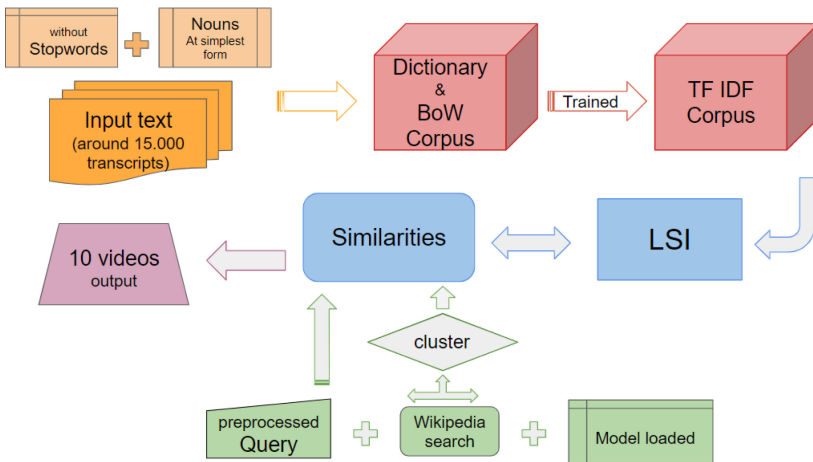 without
Stopwords
Nouns
At simplest
form
Input text
(around 15.000
transcripts)
Dictionary
&
BoW
Corpus
Trained
TF IDF
Corpus
10 videos
output
Similarities
LSI
cluster
preprocessed
Query
Wikipedia
search
Model loaded